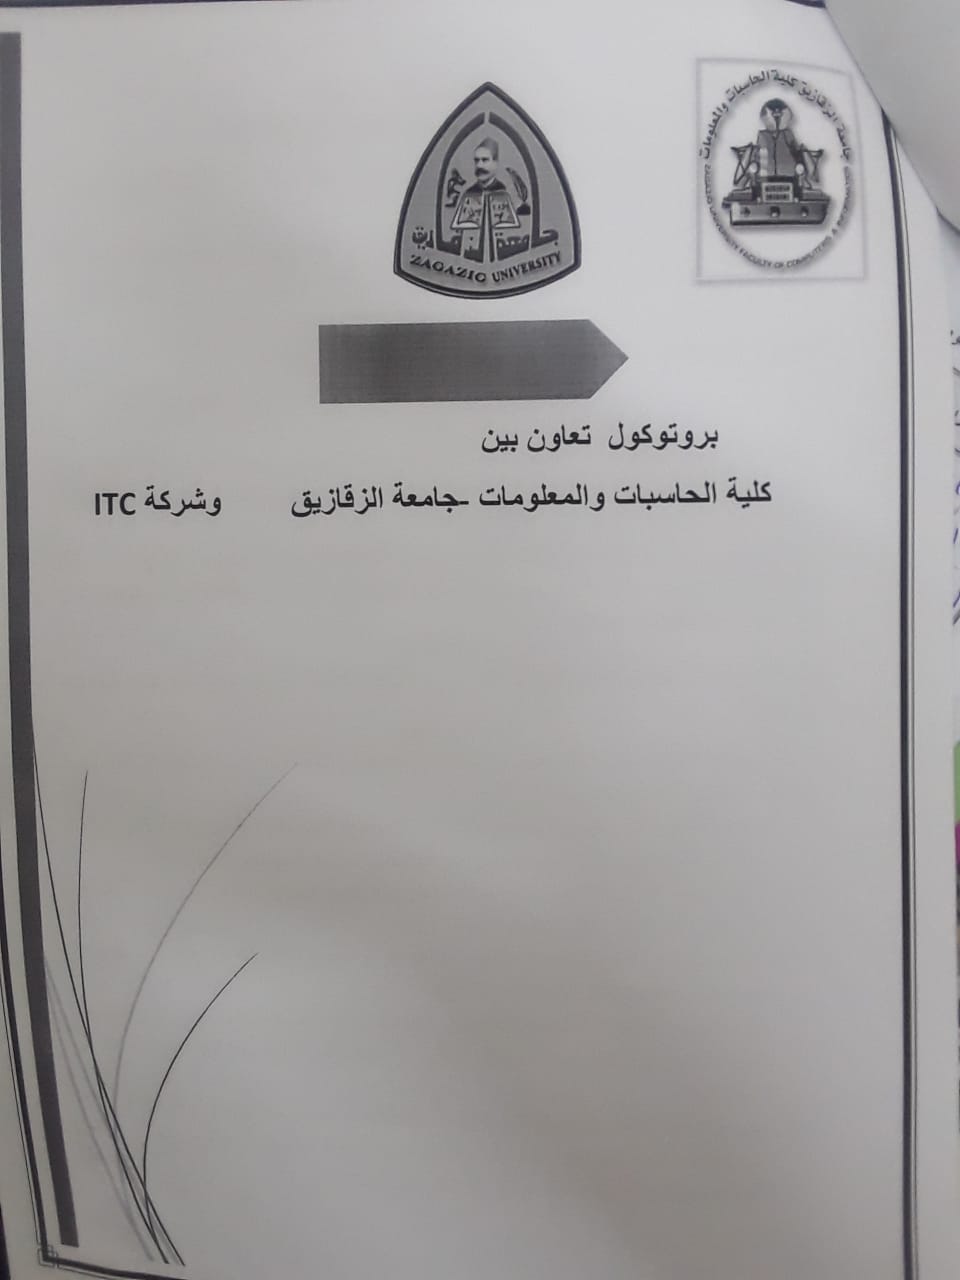 جامعة الزقازيق كلية الحاسبات والمعلومات
ZAGAZIG UNIVERSITY FACULTY OF COMPUTERS &
جامعة الزقازيق
ZAGAZIG UNIVERSITY
بروتوكول تعاون بين
كلية الحاسبات والمعلومات -جامعة الزقازيق وشركة ITC